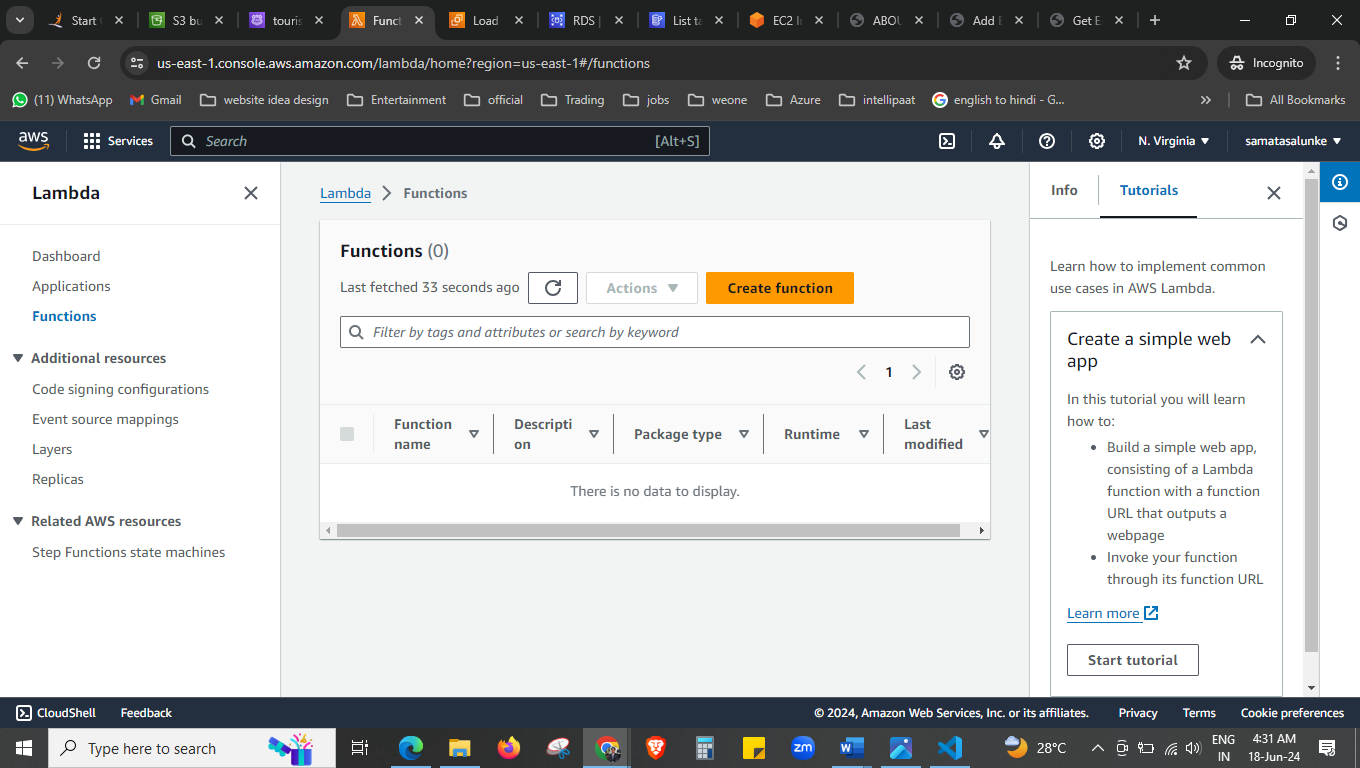 Start
S3 bu
touris
Funct
Load
RDS |
List ta
EC2 In
ABOU
Add E
Get E
us-east-1.console.aws.amazon.com/lambda/home?region=us-east-1#/functions
Incognito
(11) WhatsApp
Gmail
website idea design
Entertainment
official
Trading
jobs
weone
Azure
intellipaat
english to hindi - G...
All Bookmarks
aws
Services
Search
[Alt+S]
N. Virginia
samatasalunke
Lambda
Dashboard
Applications
Functions
Additional resources
Code signing configurations
Event source mappings
Layers
Replicas
Related AWS resources
Step Functions state machines
Lambda
Functions
Functions (0)
Last fetched 33 seconds ago
Actions
Create function
Filter by tags and attributes or search by keyword
1
Function
name
Descripti
on
Package type
Runtime
Last
modified
There is no data to display.
Info
Tutorials
Learn how to implement common
use cases in AWS Lambda.
Create a simple web
app
In this tutorial you will learn
how to:
• Build a simple web app,
consisting of a Lambda
function with a function
URL that outputs a
webpage
• Invoke your function
through its function URL
Learn more
Start tutorial
CloudShell
Feedback
© 2024, Amazon Web Services, Inc. or its affiliates.
Privacy
Terms
Cookie preferences
Type here to search
zm
28°C
ENG
IN
4:31 AM
18-Jun-24